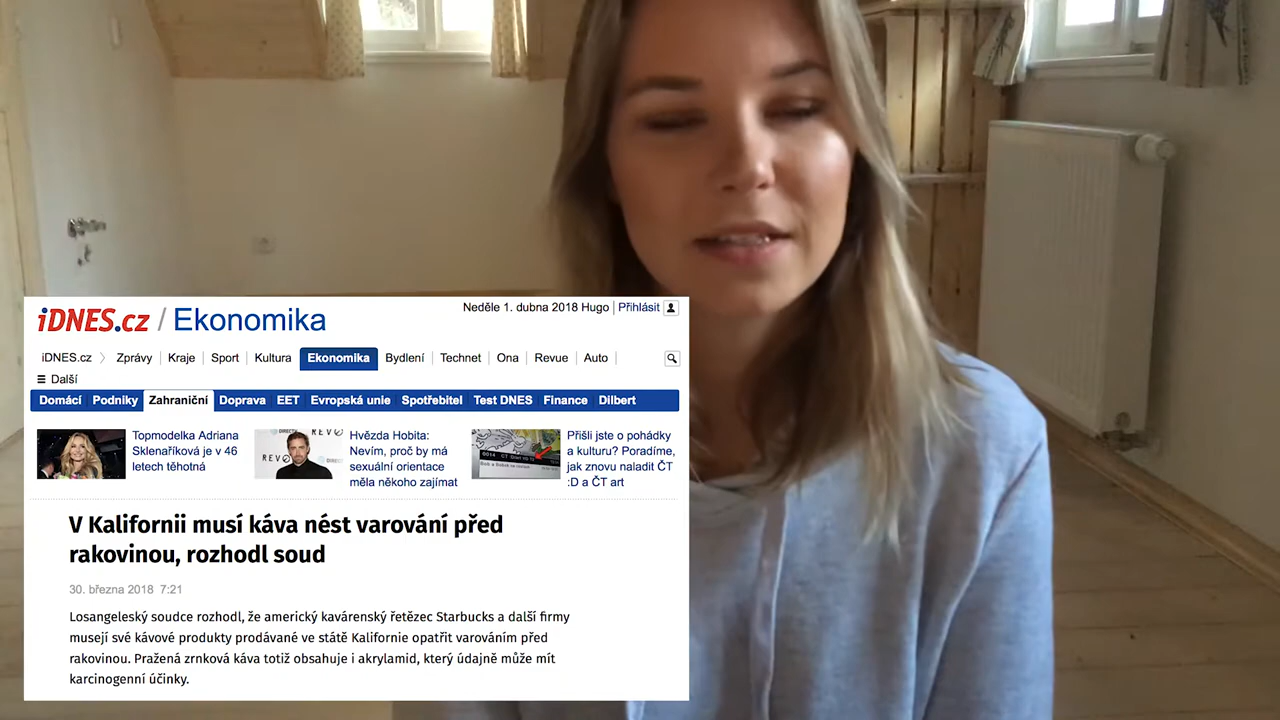 Neděle 1. dubna 2018 Hugo | Přihlásit
iDNES.cz / Ekonomika
iDNES.cz Zprávy Kraje Sport Kultura Ekonomika Bydlení Technet Ona Revue Auto
Další
Domácí Podniky Zahraniční Doprava EET Evropská unie Spotřebitel Test DNES Finance Dilbert
Topmodelka Adriana
Sklenaříková je v 46
letech těhotná
REVO
Hvězda Hobita:
Nevím, proč by má
sexuální orientace
měla někoho zajímat
Přišli jste o pohádky
a kulturu? Poradíme,
jak znovu naladit ČT
:D a ČT art
V Kalifornii musí káva nést varování před
rakovinou, rozhodl soud
30. března 2018 7:21
Losangeleský soudce rozhodl, že americký kavárenský řetězec Starbucks a další firmy
musejí své kávové produkty prodávané ve státě Kalifornie opatřit varováním před
rakovinou. Pražená zrnková káva totiž obsahuje i akrylamid, který údajně může mít
karcinogenní účinky.